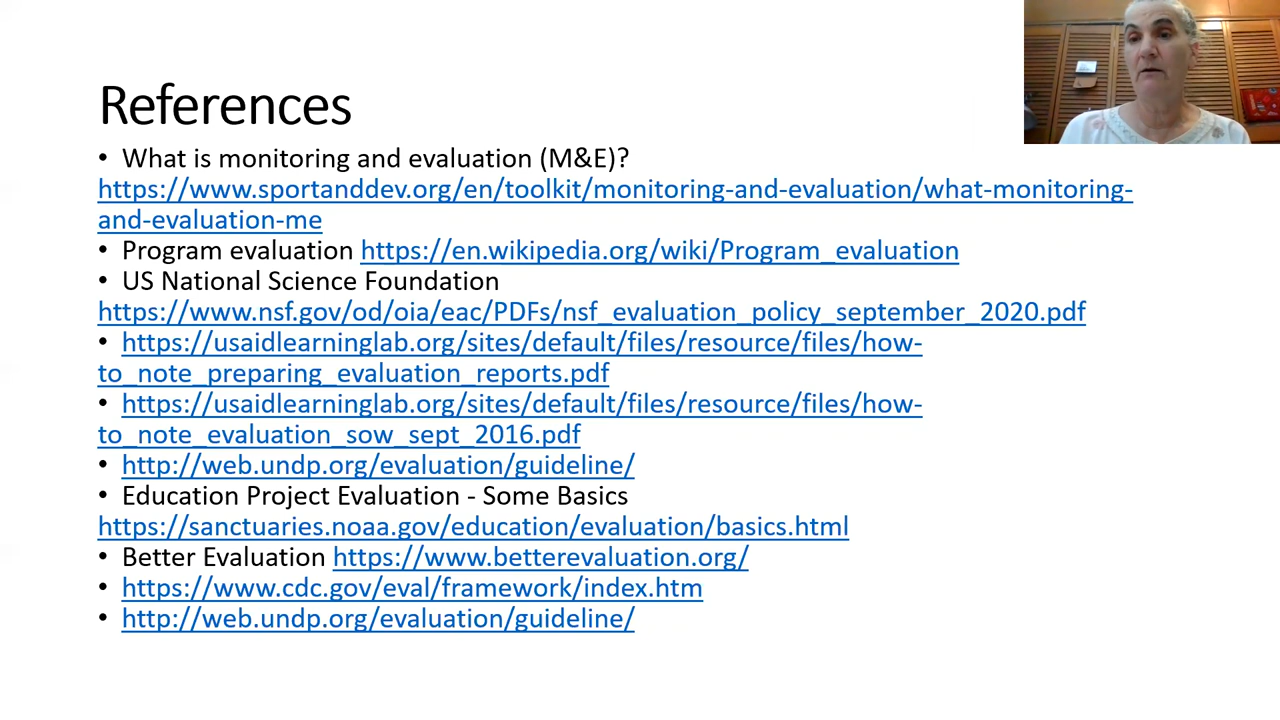 References
• What is monitoring and evaluation (M&E)?
https://www.sportanddev.org/en/toolkit/monitoring-and-evaluation/what-monitoring-
and-evaluation-me
• Program evaluation https://en.wikipedia.org/wiki/Program_evaluation
• US National Science Foundation
https://www.nsf.gov/od/oia/eac/PDFs/nsf_evaluation_policy_september_2020.pdf
• https://usaidlearninglab.org/sites/default/files/resource/files/how-
to_note_preparing_evaluation_reports.pdf
• https://usaidlearninglab.org/sites/default/files/resource/files/how-
to_note_evaluation_sow_sept_2016.pdf
• http://web.undp.org/evaluation/guideline/
• Education Project Evaluation - Some Basics
https://sanctuaries.noaa.gov/education/evaluation/basics.html
• Better Evaluation https://www.betterevaluation.org/
• https://www.cdc.gov/eval/framework/index.htm
• http://web.undp.org/evaluation/guideline/